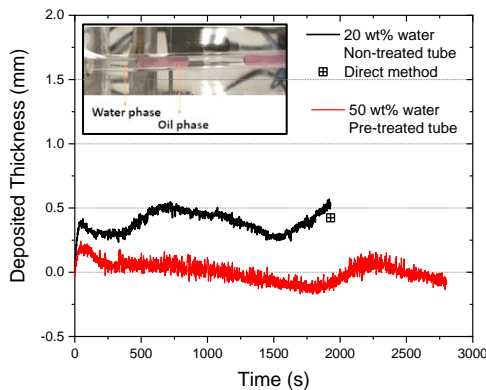 2.0
1.5
1.0
0.5
0.0
-0.5
0
500
1000
1500
2000
2500
3000
Deposited Thickness (mm)
Time (s)
Water phase
Oil phase
20 wt% water
Non-treated tube
Direct method
50 wt% water
Pre-treated tube